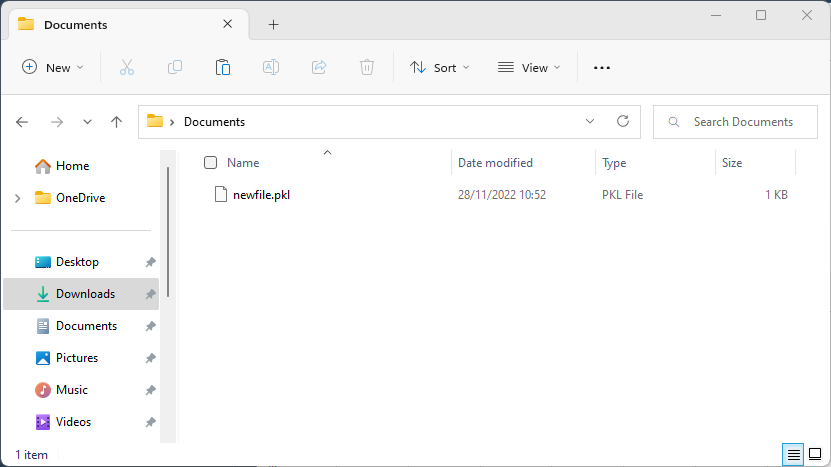 Documents
New
Sort
View
Documents
Search Documents
Name
Date modified
Type
Size
newfile.pkl
28/11/2022 10:52
PKL File
1 KB
Home
OneDrive
Desktop
Downloads
Documents
Pictures
Music
Videos
1 item